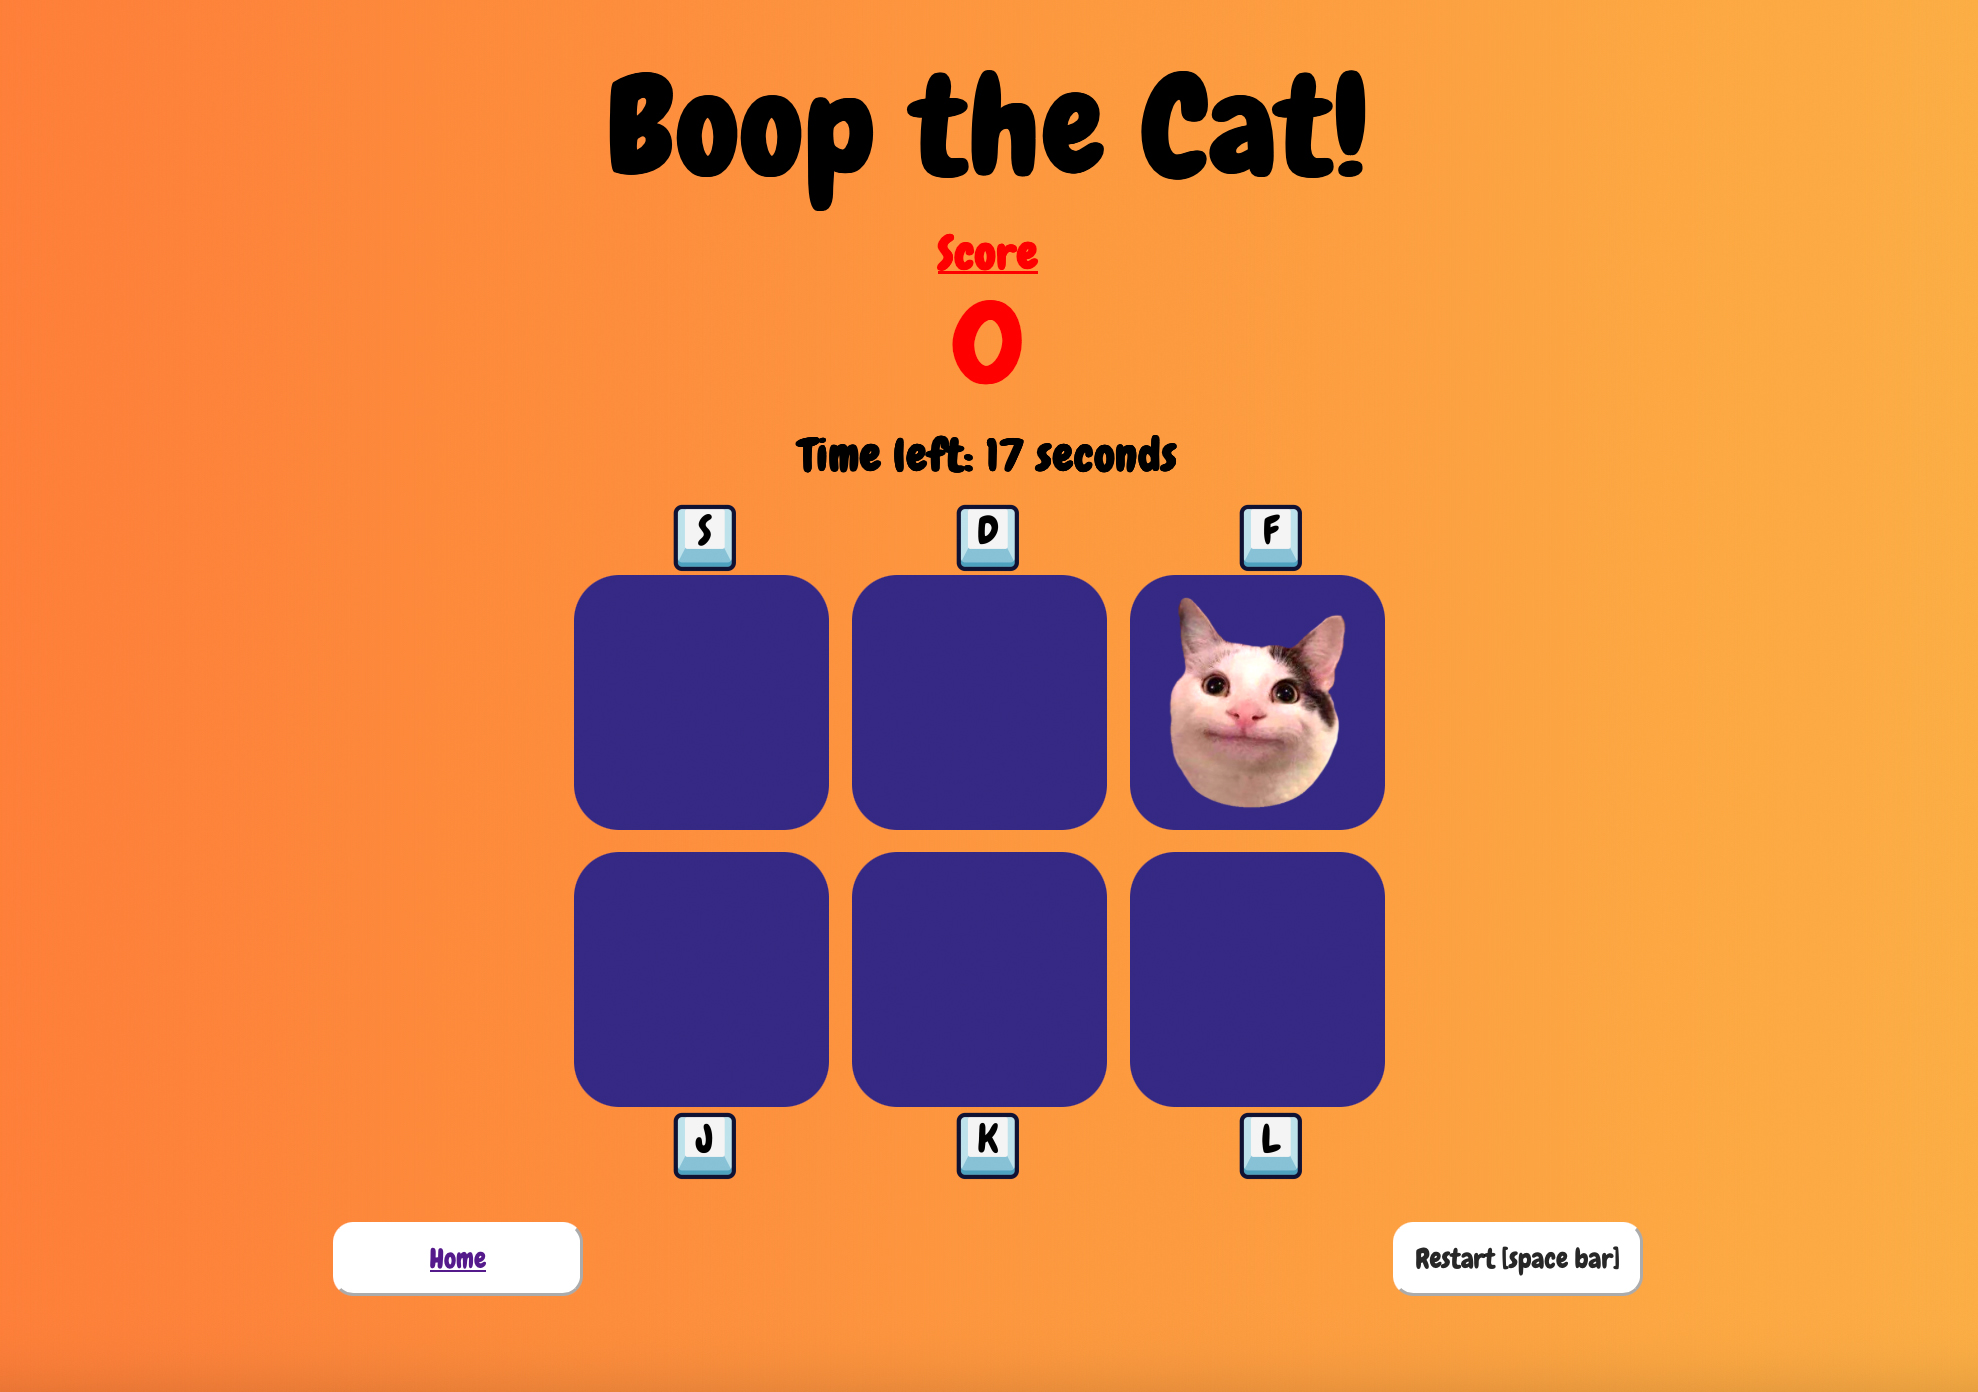 Boop the Cat!
Score
0
Time left: 17 seconds
S D F
J K L
Home
Restart [space bar]